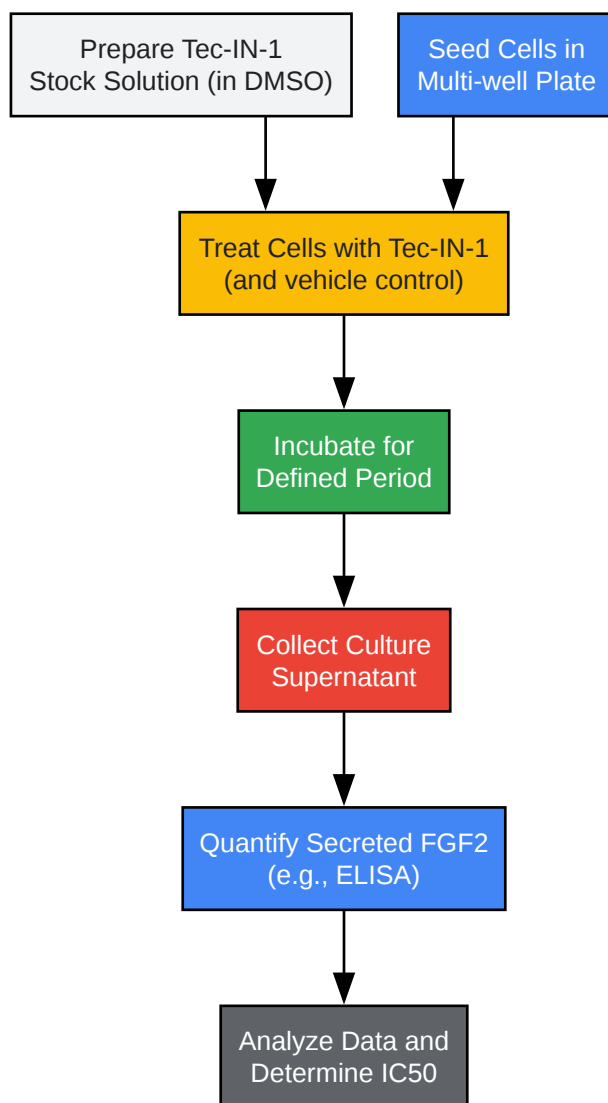 Prepare Tec-IN-1
Stock Solution (in DMSO)
Seed Cells in
Multi-well Plate
Treat Cells with Tec-IN-1
(and vehicle control)
Incubate for
Defined Period
Collect Culture
Supernatant
Quantify Secreted FGF2
(e.g., ELISA)
Analyze Data and
Determine IC50